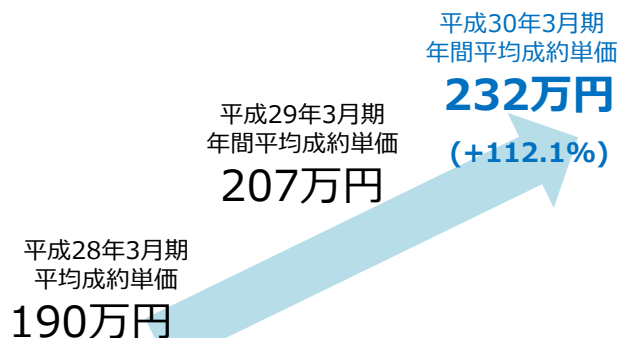 平成30年3月期
年間平均成約単価
232万円
(+112.1%)
平成29年3月期
年間平均成約単価
207万円
平成28年3月期
平均成約単価
190万円